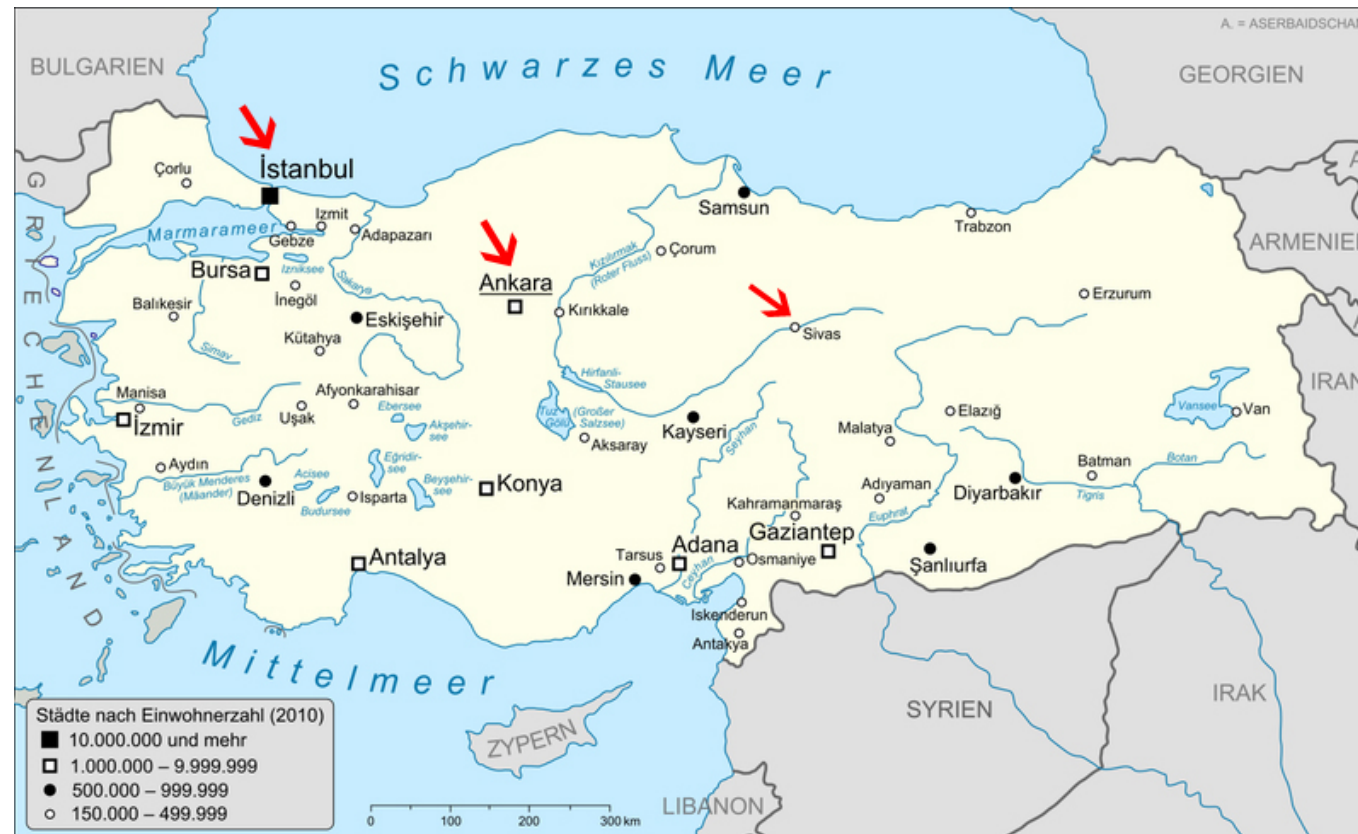 A. = ASERBAIDSCHAN
BULGARIEN
Schwarzes Meer
GEORGIEN
İstanbul
Çorlu
GRIECHENLAND
Marmarameer
Izmit
Gebze
Adapazarı
Samsun
Trabzon
ARMENIEN
Kızılırmak
(Roter Fluss)
Çorum
Bursa
Izniksee
İnegöl
Sakarya
Ankara
Balıkesir
Eskişehir
Kırıkkale
Sivas
Erzurum
Simav
Kütahya
Hirfanlı-
Stausee
IRAN
Manisa
İzmir
Gediz
Uşak
Afyonkarahisar
Ebersee
Akşehir-
see
Tuz (Großer
Gölü Salzsee)
Aksaray
Kayseri
Seyhan
Malatya
Elazığ
Vansee
Van
Aydın
Büyük Menderes
(Mäander)
Denizli
Acisee
Budursee
Eğridir-
see
Isparta
Beyşehir-
see
Konya
Kahramanmaraş
Adıyaman
Euphrat
Diyarbakır
Batman
Tigris
Botan
Antalya
Mersin
Tarsus
Adana
Ceyhan
Osmaniye
Gaziantep
Şanlıurfa
Iskenderun
Antakya
Mittelmeer
ZYPERN
SYRIEN
IRAK
LIBANON
Städte nach Einwohnerzahl (2010)
10.000.000 und mehr
1.000.000 – 9.999.999
500.000 – 999.999
150.000 – 499.999
0 100 200 300 km